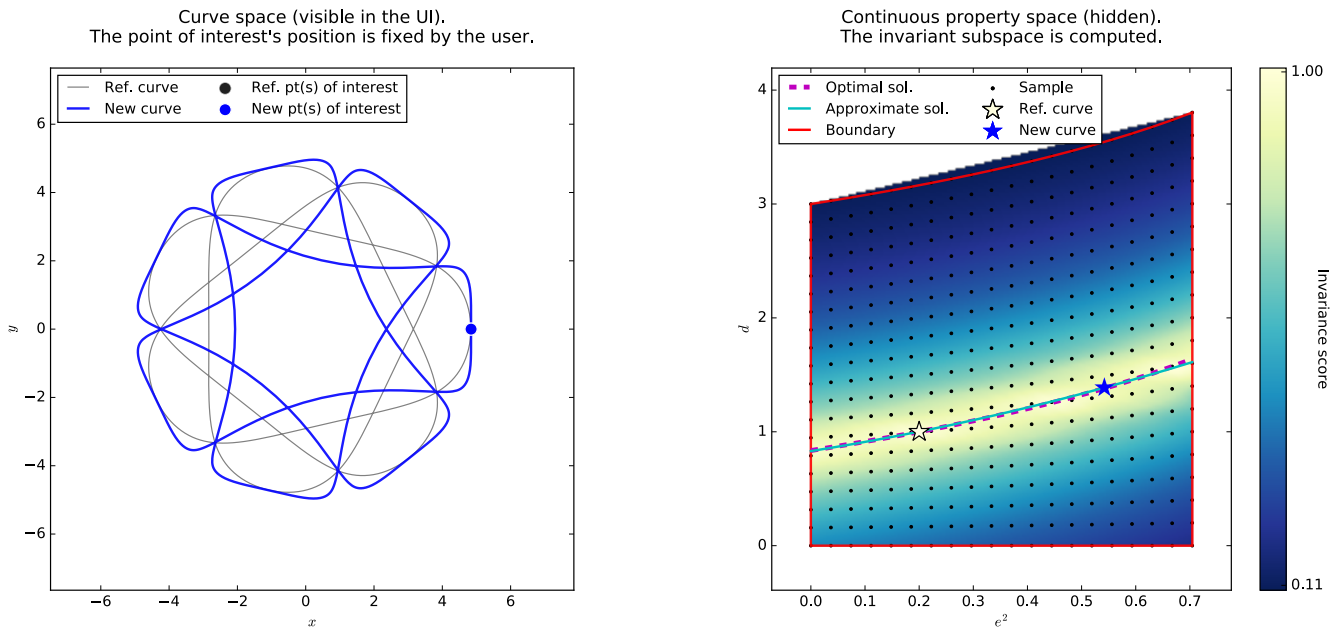 Curve space (visible in the UI).
The point of interest's position is fixed by the user.
Ref. curve
New curve
Ref. pt(s) of interest
New pt(s) of interest
6
4
2
0
−2
−4
−6
y
−6 −4 −2 0 2 4 6
x
Continuous property space (hidden).
The invariant subspace is computed.
Optimal sol.
Approximate sol.
Boundary
Sample
Ref. curve
New curve
4
3
2
1
0
d
0.0 0.1 0.2 0.3 0.4 0.5 0.6 0.7
e²
1.00
0.11
Invariance score